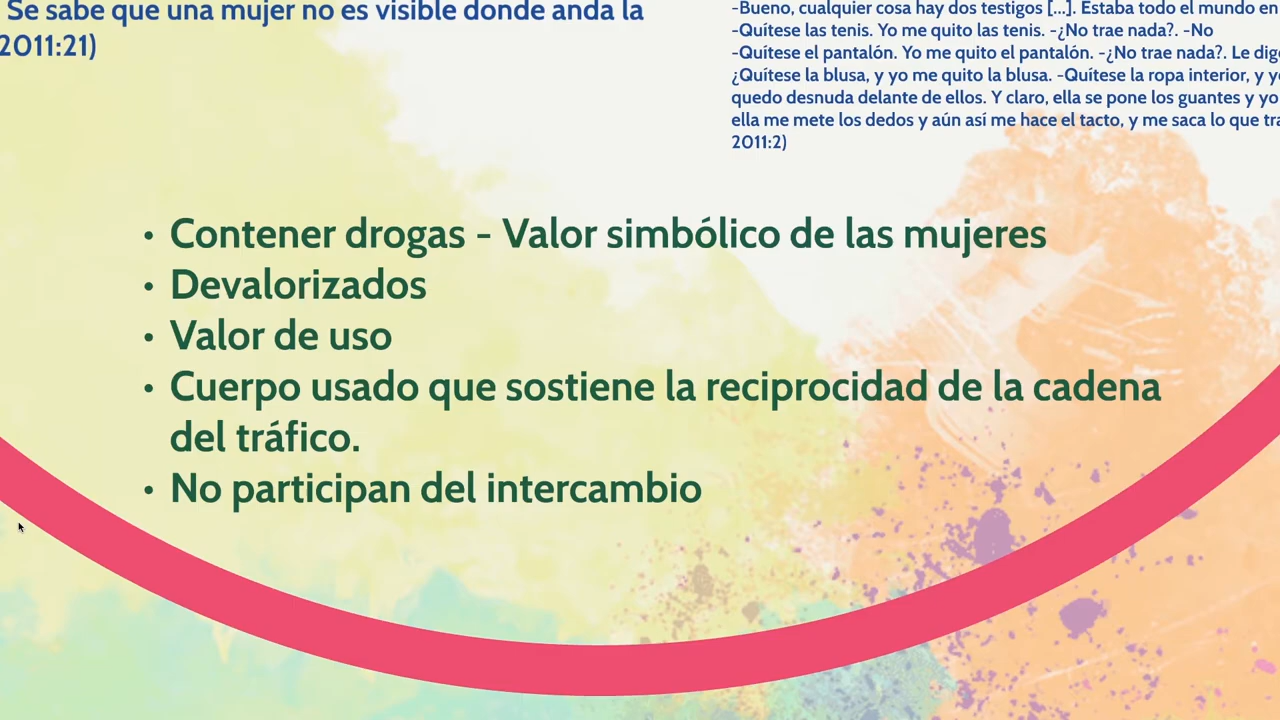 Se sabe que una mujer no es visible donde anda la
2011:21)
-Bueno, cualquier cosa hay dos testigos [...]. Estaba todo el mundo en
-Quítese las tenis. Yo me quito las tenis. -¿No trae nada?. -No
-Quítese el pantalón. Yo me quito el pantalón. -¿No trae nada?. Le
¿Quítese la blusa, y yo me quito la blusa. -Quítese la ropa interior, y
quedo desnuda delante de ellos. Y claro, ella se pone los guantes y yo
ella me mete los dedos y aún así me hace el tacto, y me saca lo que
2011:2)
• Contener drogas - Valor simbólico de las mujeres
• Devalorizados
• Valor de uso
• Cuerpo usado que sostiene la reciprocidad de la cadena
del tráfico.
• No participan del intercambio